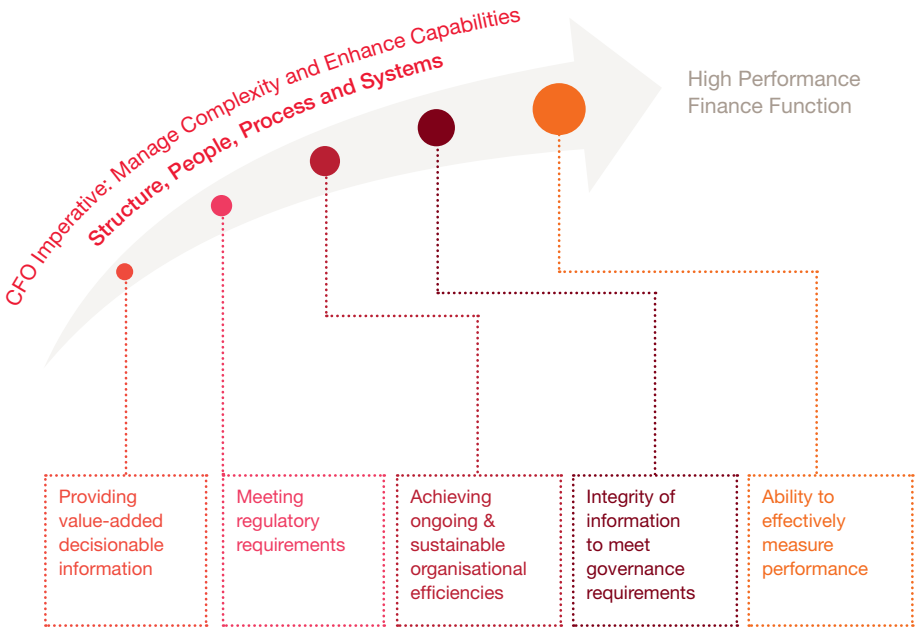 CFO Imperative: Manage Complexity and Enhance Capabilities
Structure, People, Process and Systems
High Performance
Finance Function
Providing
value-added
decisionable
information
Meeting
regulatory
requirements
Achieving
ongoing &
sustainable
organisational
efficiencies
Integrity of
information
to meet
governance
requirements
Ability to
effectively
measure
performance